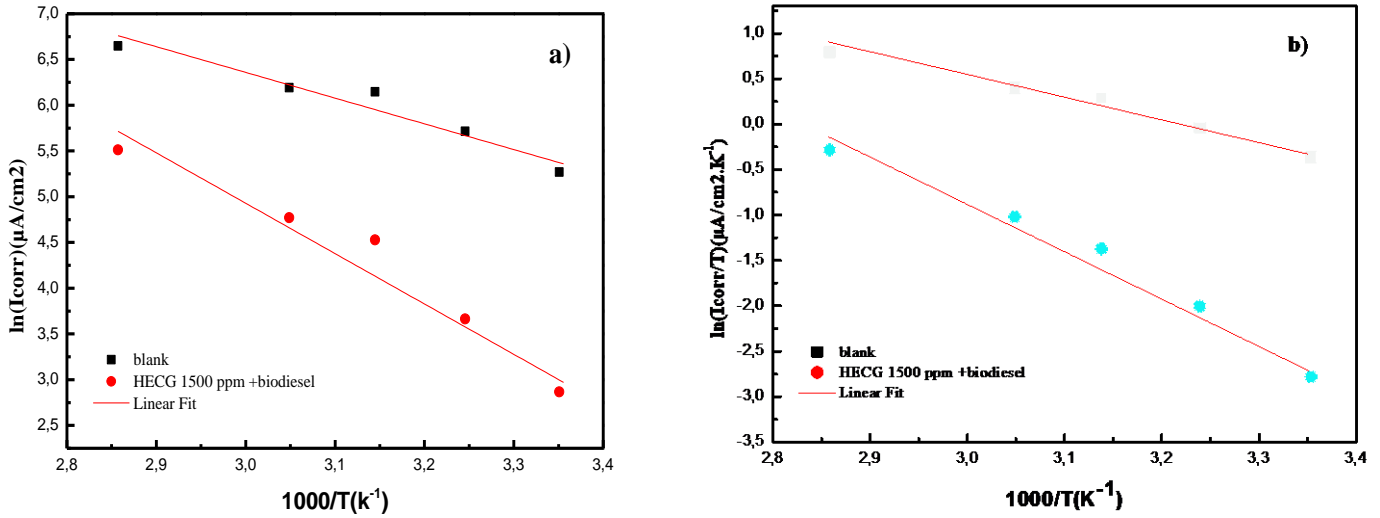 a)
7,0
6,5
6,0
5,5
5,0
4,5
4,0
3,5
3,0
2,5
ln(Icorr)(µA/cm2)
blank
HECG 1500 ppm +biodiesel
Linear Fit
2,8 2,9 3,0 3,1 3,2 3,3 3,4
1000/T(k⁻¹)
b)
1,0
0,5
0,0
-0,5
-1,0
-1,5
-2,0
-2,5
-3,0
-3,5
ln(Icorr/T)(µA/cm2.K⁻¹)
blank
HECG 1500 ppm +biodiesel
Linear Fit
2,8 2,9 3,0 3,1 3,2 3,3 3,4
1000/T(K⁻¹)